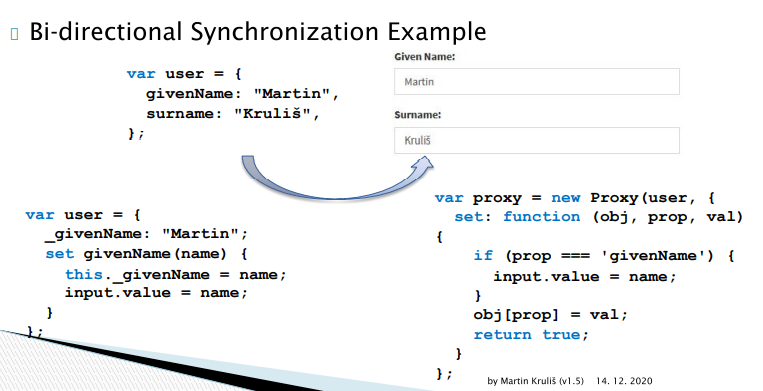 Bi-directional Synchronization Example
var user = {
givenName: "Martin",
surname: "Kruliš",
};
Given Name:
Martin
Surname:
Kruliš
var user = {
_givenName: "Martin";
set givenName(name) {
this._givenName = name;
input.value = name;
}
};
var proxy = new Proxy(user, {
set: function (obj, prop, val)
{
if (prop === 'givenName') {
input.value = name;
}
obj[prop] = val;
return true;
}
};
by Martin Kruliš (v1.5) 14. 12. 2020